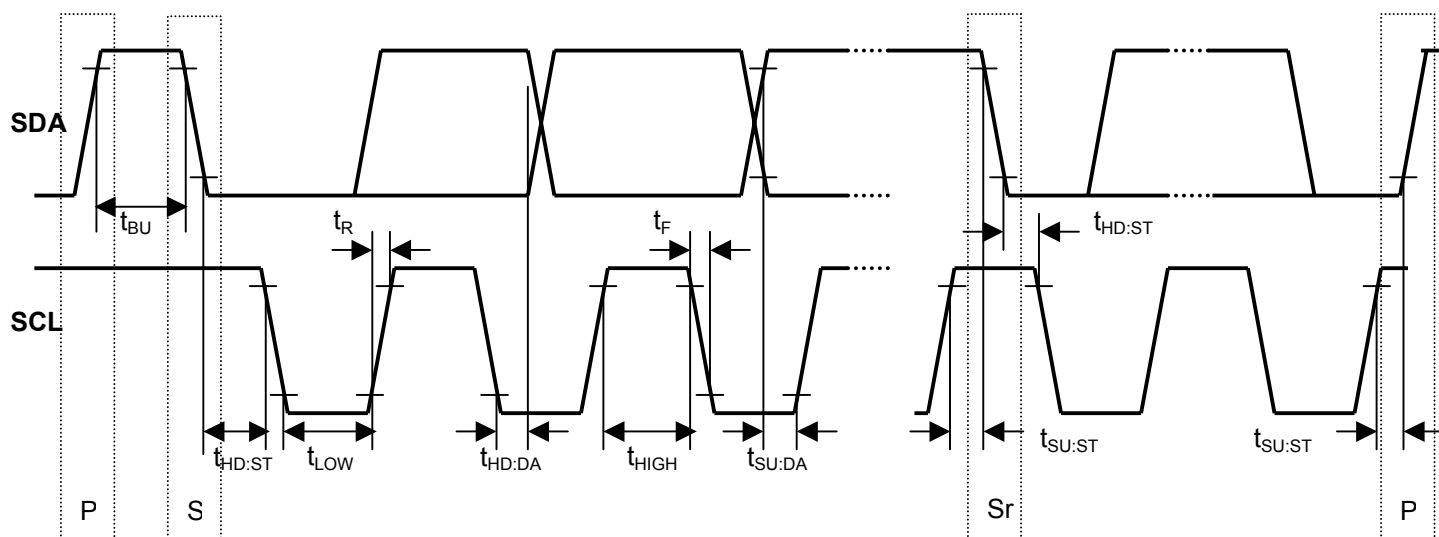 SDA
t_BU
t_R
t_F
t_HD:ST
SCL
t_HD:ST
t_LOW
t_HD:DA
t_HIGH
t_SU:DA
t_SU:ST
t_SU:ST
P
S
Sr
P